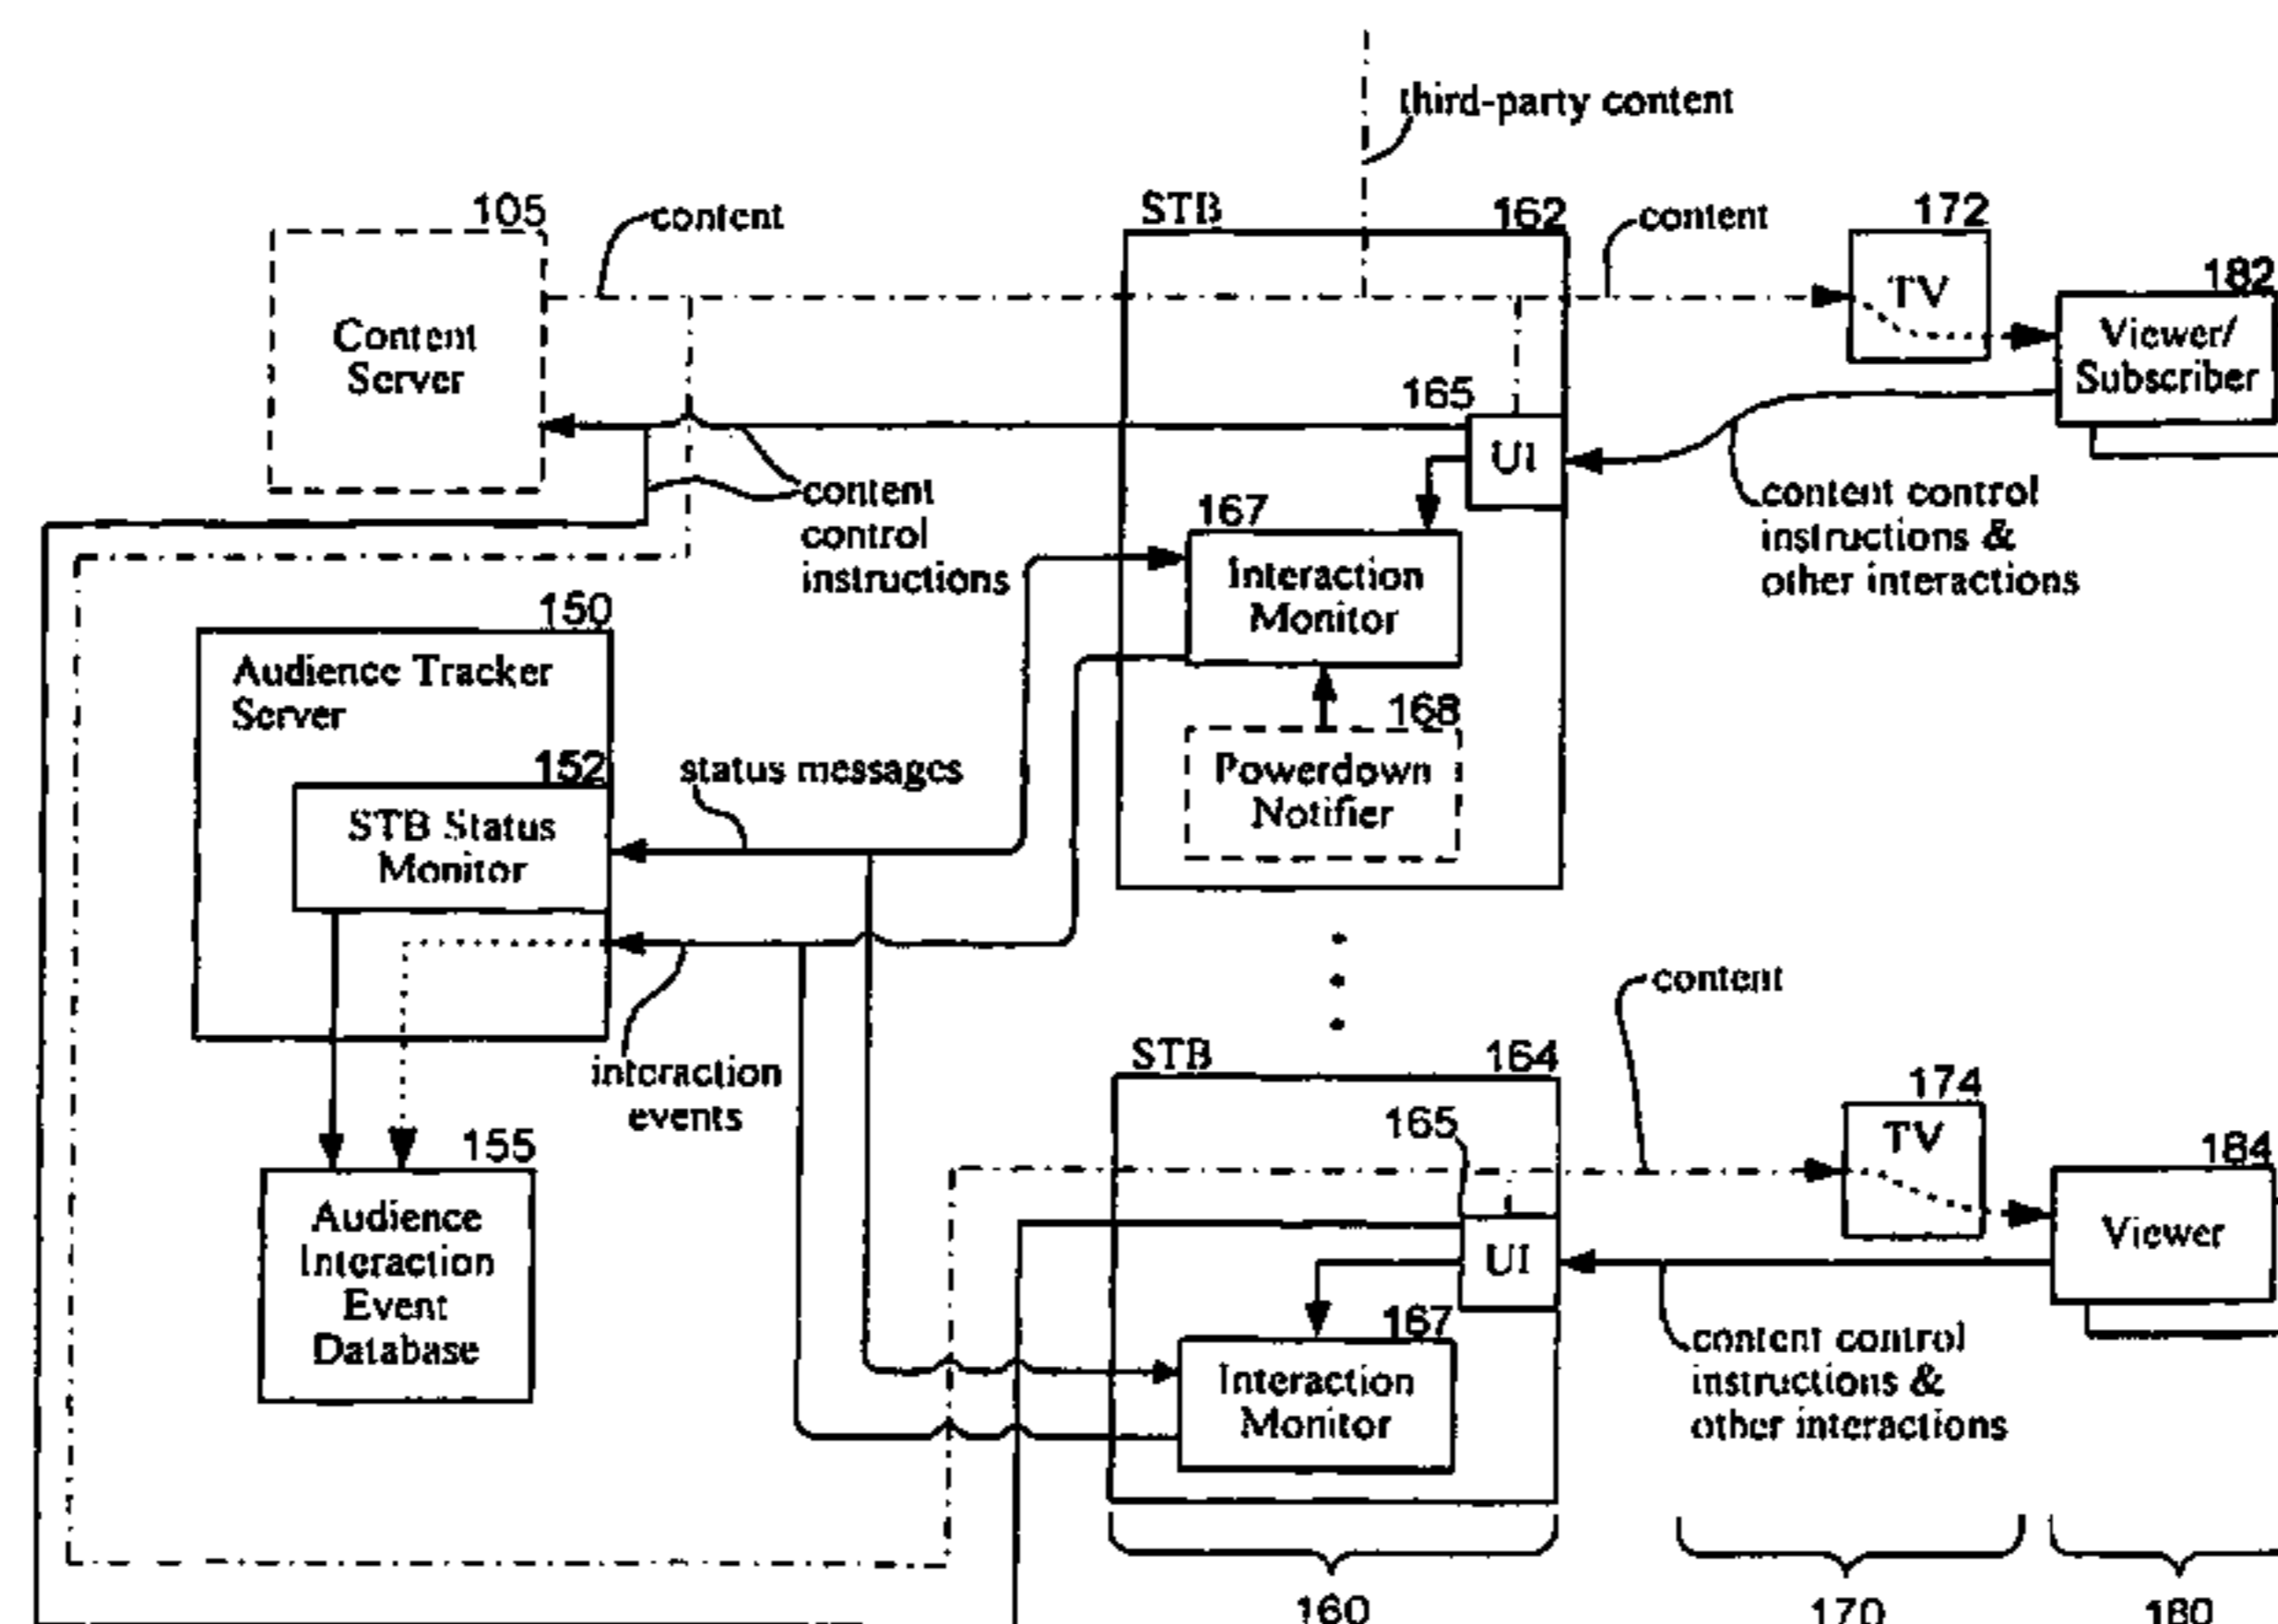 third-party content
105
content
STB
162
content
172
TV
182
Viewer/
Subscriber
Content
Server
165
UI
content
control
instructions
167
Interaction
Monitor
content control
instructions &
other interactions
150
Audience Tracker
Server
168
Powerdown
Notifier
152
STB Status
Monitor
status messages
interaction
events
content
STB
164
174
TV
165
184
Viewer
UI
155
Audience
Interaction
Event
Database
167
Interaction
Monitor
content control
instructions &
other interactions
160
170
180